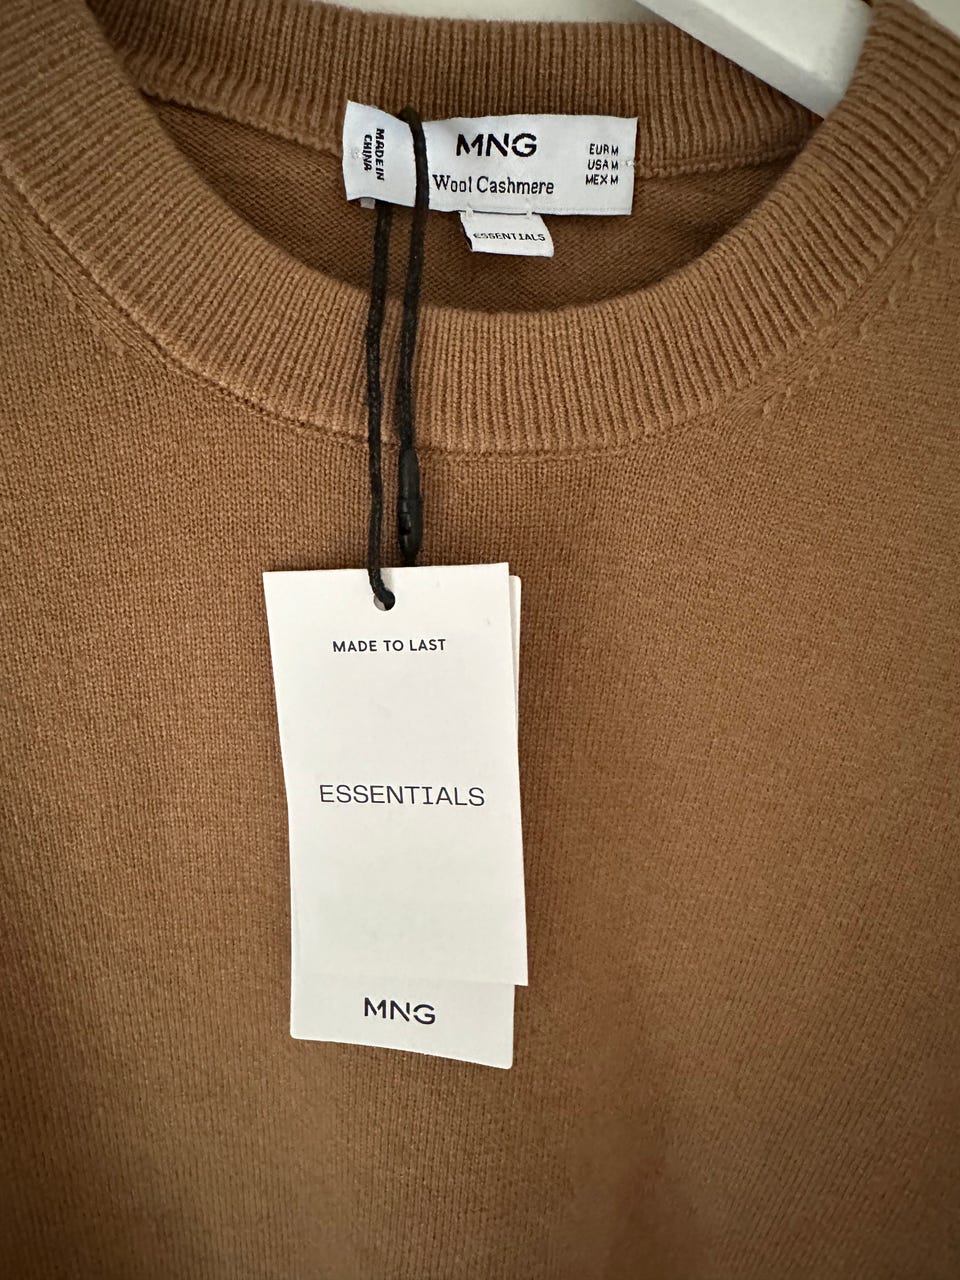 MADE IN
CHINA
MNG
Wool Cashmere
EUR M
USA M
MEX M
ESSENTIALS
MADE TO LAST
ESSENTIALS
MNG